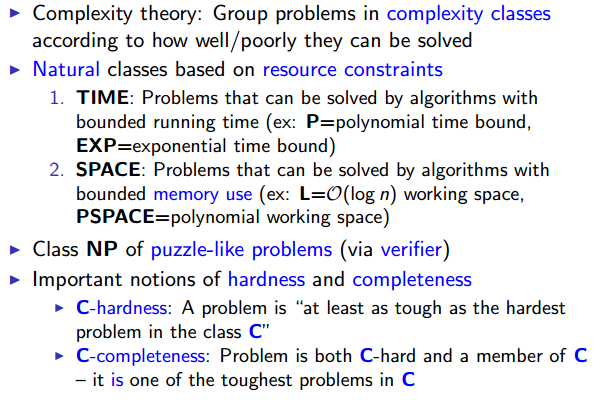 ▶ Complexity theory: Group problems in complexity classes
according to how well/poorly they can be solved
▶ Natural classes based on resource constraints
1. TIME: Problems that can be solved by algorithms with
bounded running time (ex: P=polynomial time bound,
EXP=exponential time bound)
2. SPACE: Problems that can be solved by algorithms with
bounded memory use (ex: L=𝒪(log n) working space,
PSPACE=polynomial working space)
▶ Class NP of puzzle-like problems (via verifier)
▶ Important notions of hardness and completeness
▶ C-hardness: A problem is “at least as tough as the hardest
problem in the class C”
▶ C-completeness: Problem is both C-hard and a member of C
– it is one of the toughest problems in C